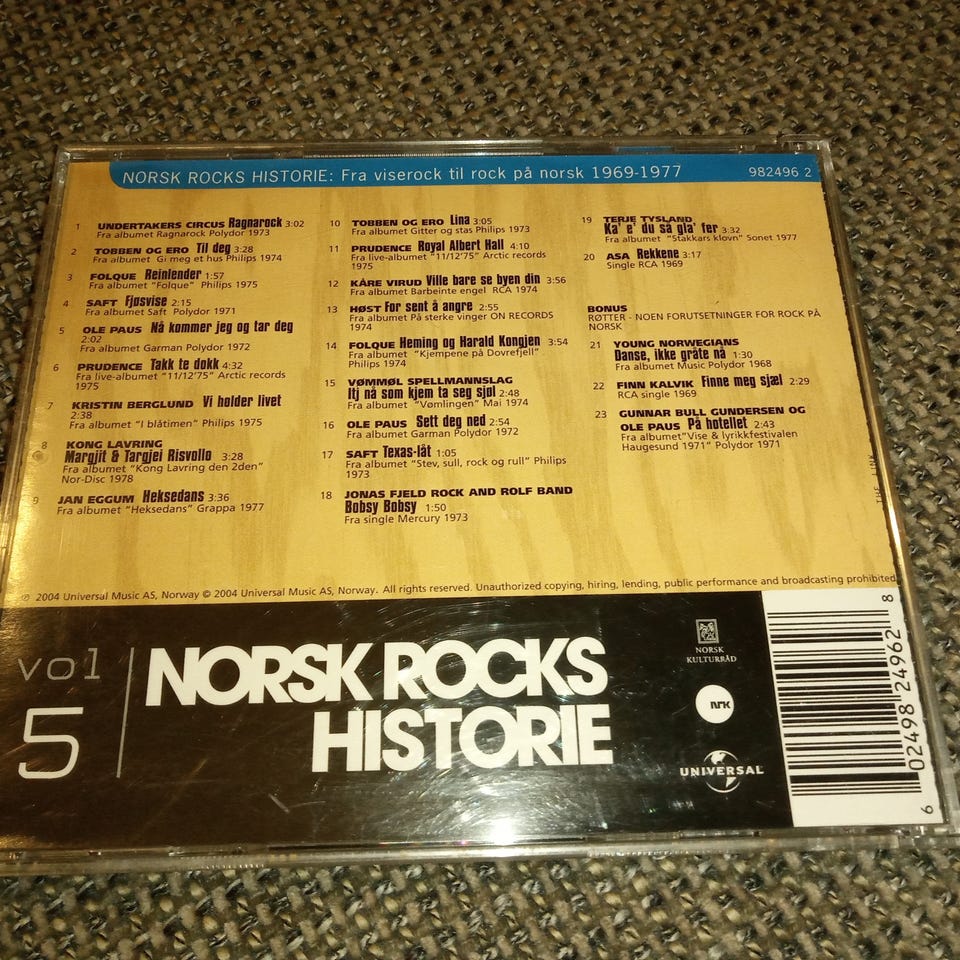 NORSK ROCKS HISTORIE: Fra viserock til rock på norsk 1969-1977
982496 2
1 UNDERTAKERS CIRCUS Ragnarock 3:02
Fra albumet Ragnarock Polydor 1973
2 TOBBEN OG ERO Til deg 3:28
Fra albumet Gi meg et hus Philips 1974
3 FOLQUE Reinlender 1:57
Fra albumet "Folque" Philips 1975
4 SAFT Fjøsvise 2:15
Fra albumet Saft Polydor 1971
5 OLE PAUS Nå kommer jeg og tar deg
2:02
Fra albumet Garman Polydor 1972
6 PRUDENCE Takk te dokk 4:32
Fra live-albumet "11/12'75" Arctic records
1975
7 KRISTIN BERGLUND Vi holder livet
2:38
Fra albumet "I blåtimen" Philips 1975
8 KONG LAVRING
Margjit & Targjei Risvollo 3:28
Fra albumet "Kong Lavring den 2den"
Nor-Disc 1978
9 JAN EGGUM Heksedans 3:36
Fra albumet "Heksedans" Grappa 1977
10 TOBBEN OG ERO Lina 3:05
Fra albumet Gitter og stas Philips 1973
11 PRUDENCE Royal Albert Hall 4:10
Fra live-albumet "11/12'75" Arctic records
1975
12 KÅRE VIRUD Ville bare se byen din 3:56
Fra albumet Barbeinte engel RCA 1974
13 HØST For sent å angre 2:55
Fra albumet På sterke vinger ON RECORDS
1974
14 FOLQUE Heming og Harald Kongjen 3:54
Fra albumet "Kjempene på Dovrefjell"
Philips 1974
15 VØMMØL SPELLMANNSLAG
Itj nå som kjem ta seg sjøl 2:48
Fra albumet "Vømlingen" Mai 1974
16 OLE PAUS Sett deg ned 2:54
Fra albumet Garman Polydor 1972
17 SAFT Texas-låt 1:05
Fra albumet "Stev, sull, rock og rull" Philips
1973
18 JONAS FJELD ROCK AND ROLF BAND
Bobsy Bobsy 1:50
Fra single Mercury 1973
19 TERJE TYSLAND
Ka' e' du så gla' fer 3:32
Fra albumet "Stakkars klovn" Sonet 1977
20 ASA Rekkene 3:17
Single RCA 1969
BONUS
RØTTER - NOEN FORUTSETNINGER FOR ROCK PÅ
NORSK
21 YOUNG NORWEGIANS
Danse, ikke gråte nå 1:30
Fra albumet Music Polydor 1968
22 FINN KALVIK Finne meg sjæl 2:29
RCA single 1969
23 GUNNAR BULL GUNDERSEN OG
OLE PAUS På hotellet 2:43
Fra albumet"Vise & lyrikkfestivalen
Haugesund 1971" Polydor 1971
THE LINK
℗ 2004 Universal Music AS, Norway © 2004 Universal Music AS, Norway. All rights reserved. Unauthorized copying, hiring, lending, public performance and broadcasting prohibited
vol
5
NORSK ROCKS
HISTORIE
NORSK
KULTURRÅD
NRK
UNIVERSAL
6 02498 24962 8